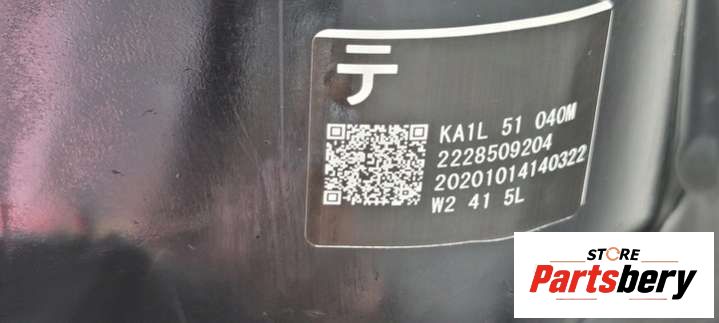 テ
KA1L 51 040M
2228509204
20201014140322
W2 41 5L
STORE
Partsbery